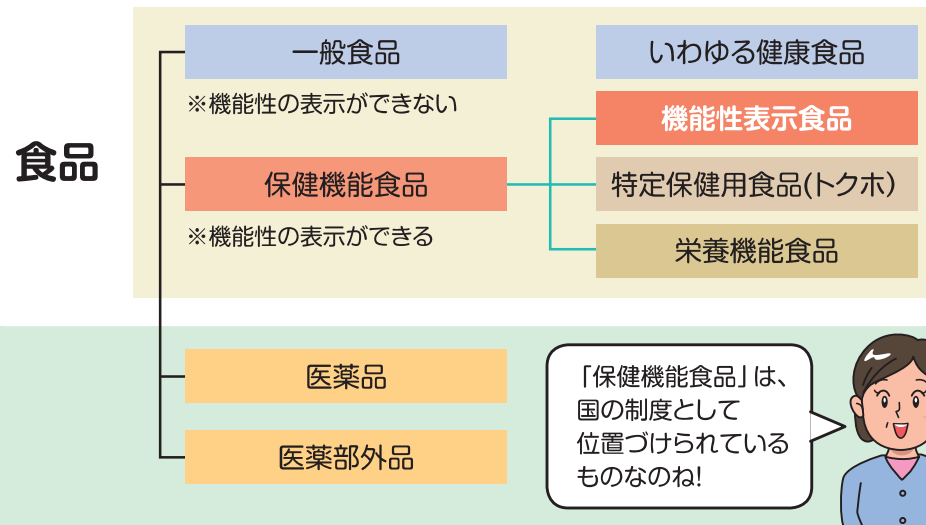 食品
一般食品
※機能性の表示ができない
保健機能食品
※機能性の表示ができる
いわゆる健康食品
機能性表示食品
特定保健用食品(トクホ）
栄養機能食品
医薬品
医薬部外品
「保健機能食品」は、
国の制度として
位置づけられている
ものなのね!